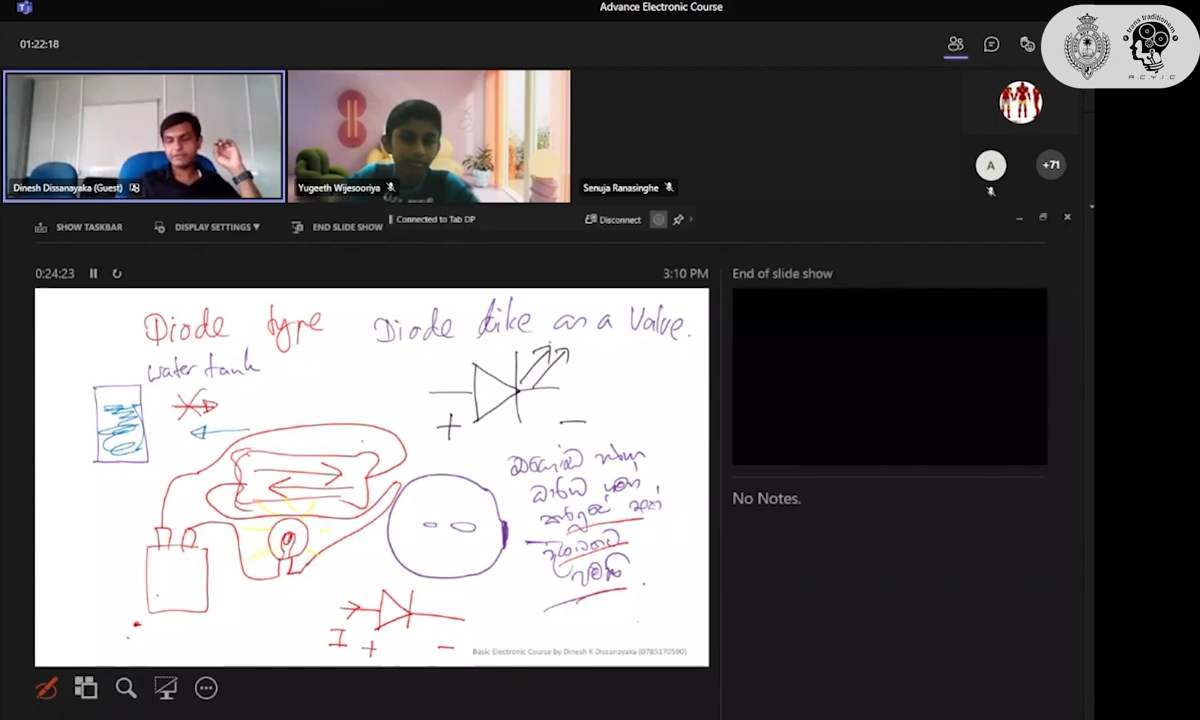 Advance Electronic Course
01:22:18
trans traditionem
R.C.Y.I.C
Dinesh Dissanayaka (Guest)
Yugeeth Wijesooriya
Senuja Ranasinghe
A
+71
Connected to Tab DP
Disconnect
SHOW TASKBAR
DISPLAY SETTINGS
END SLIDE SHOW
0:24:23
3:10 PM
End of slide show
Diode type
Diode like as a Valve.
water tank
+
−
I
+
−
Basic Electronic Course by Dinesh K Dissanayaka (0785170590)
No Notes.